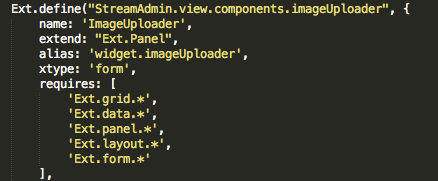 Ext.define("StreamAdmin.view.components.imageUploader", {
    name: 'ImageUploader',
    extend: "Ext.Panel",
    alias: 'widget.imageUploader',
    xtype: 'form',
    requires: [
        'Ext.grid.*',
        'Ext.data.*',
        'Ext.panel.*',
        'Ext.layout.*',
        'Ext.form.*'
    ],